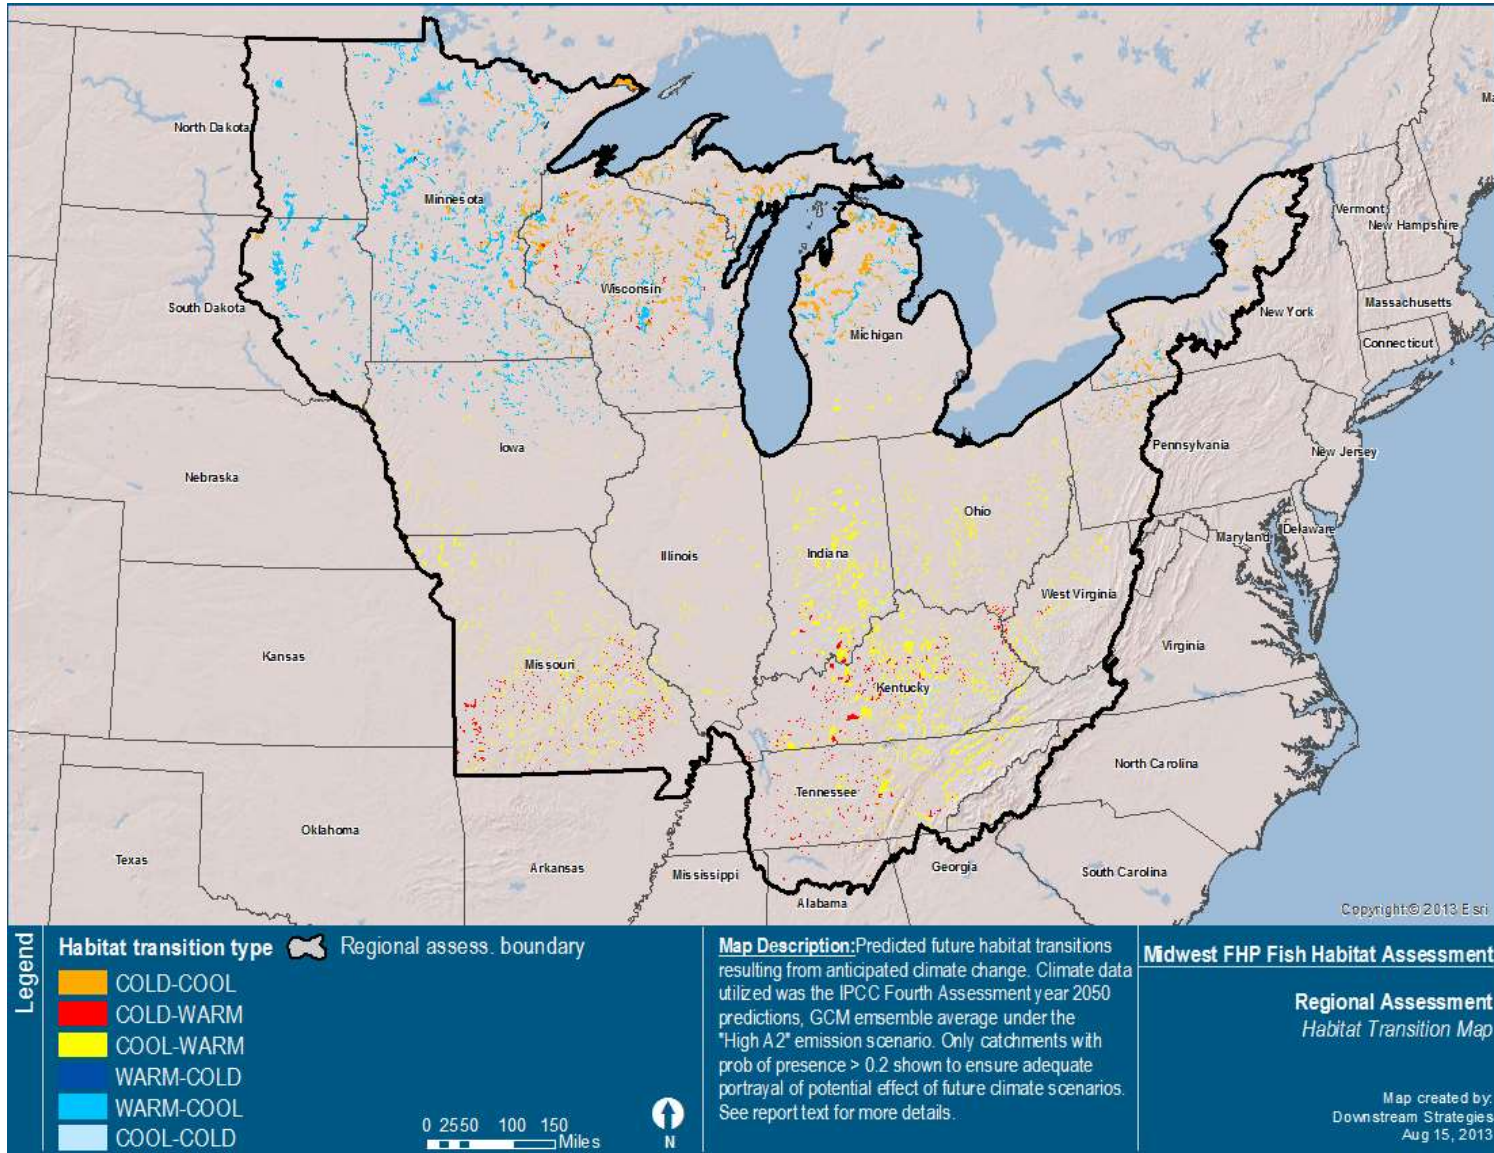 Ma
North Dakota
Minnesota
Vermont
New Hampshire
South Dakota
Wisconsin
Michigan
New York
Massachusetts
Connecticut
Iowa
Pennsylvania
New Jersey
Nebraska
Ohio
Illinois
Indiana
Maryland
Delaware
West Virginia
Virginia
Kansas
Missouri
Kentucky
North Carolina
Tennessee
Oklahoma
Texas
Arkansas
Mississippi
Georgia
South Carolina
Alabama
Copyright:© 2013 Esri
Legend
Habitat transition type
Regional assess. boundary
COLD-COOL
COLD-WARM
COOL-WARM
WARM-COLD
WARM-COOL
COOL-COLD
0 25 50 100 150
Miles
N
Map Description:Predicted future habitat transitions
resulting from anticipated climate change. Climate data
utilized was the IPCC Fourth Assessment year 2050
predictions, GCM emsemble average under the
"High A2" emission scenario. Only catchments with
prob of presence > 0.2 shown to ensure adequate
portrayal of potential effect of future climate scenarios.
See report text for more details.
Midwest FHP Fish Habitat Assessment
Regional Assessment
Habitat Transition Map
Map created by:
Downstream Strategies
Aug 15, 2013